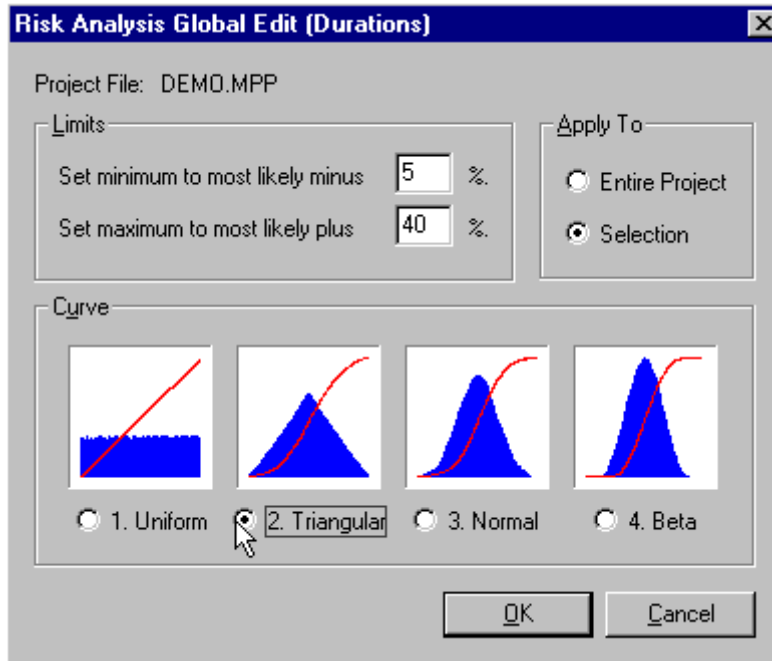 Risk Analysis Global Edit (Durations)
Project File: DEMO.MPP
Limits
Set minimum to most likely minus 5 %.
Set maximum to most likely plus 40 %.
Apply To
Entire Project
Selection
Curve
1. Uniform
2. Triangular
3. Normal
4. Beta
OK
Cancel